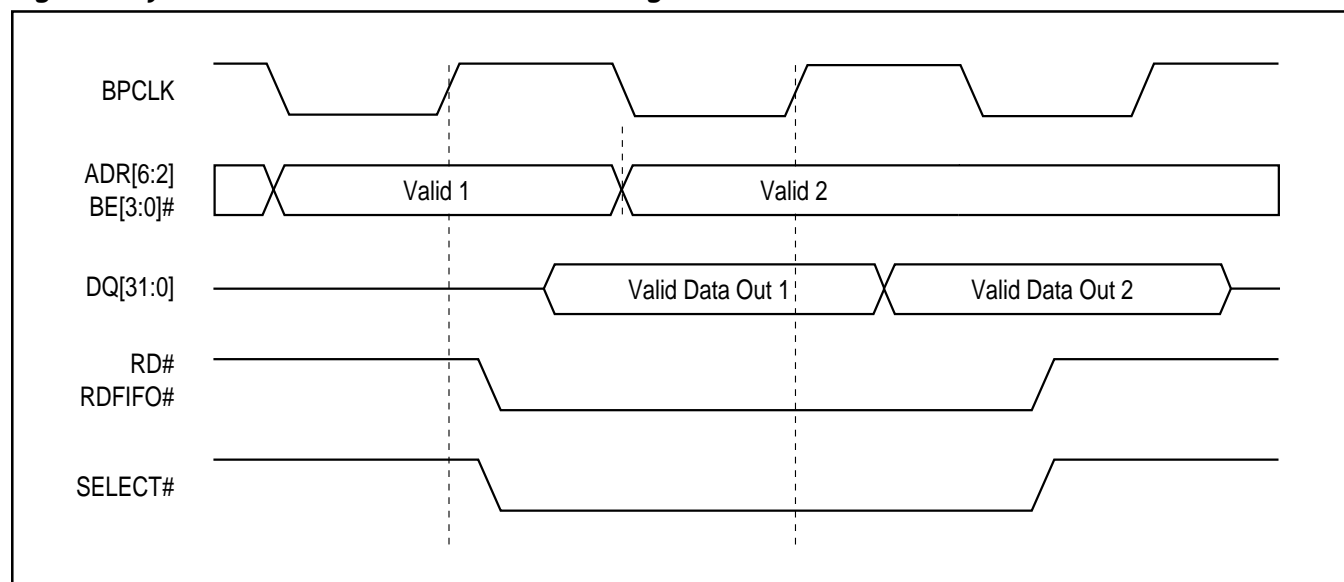 BPCLK
ADR[6:2]
BE[3:0]#
Valid 1
Valid 2
DQ[31:0]
Valid Data Out 1
Valid Data Out 2
RD#
RDFIFO#
SELECT#